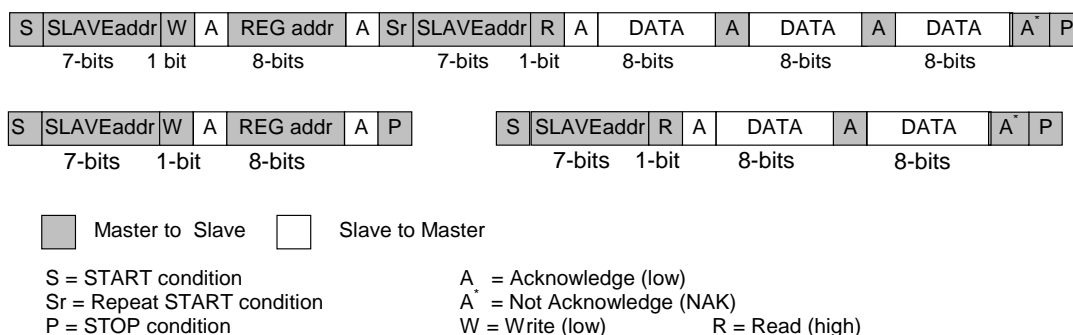 S SLAVEaddr W A REG addr A Sr SLAVEaddr R A DATA A DATA A DATA A* P
7-bits 1 bit 8-bits 7-bits 1-bit 8-bits 8-bits 8-bits
S SLAVEaddr W A REG addr A P S SLAVEaddr R A DATA A DATA A* P
7-bits 1-bit 8-bits 7-bits 1-bit 8-bits 8-bits
Master to Slave Slave to Master
S = START condition A = Acknowledge (low)
Sr = Repeat START condition A* = Not Acknowledge (NAK)
P = STOP condition W = Write (low) R = Read (high)